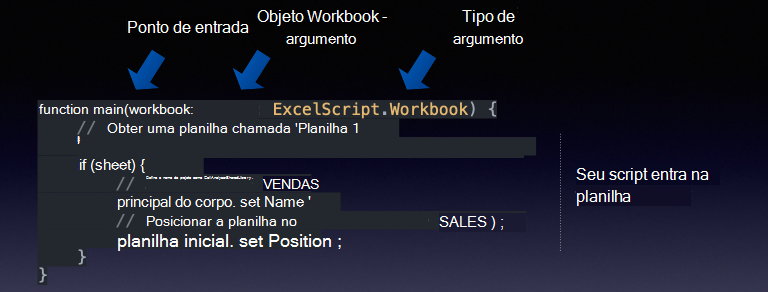 Ponto de entrada
Objeto Workbook - argumento
Tipo de argumento
function main(workbook: ExcelScript.Workbook) {
// Obter uma planilha chamada 'Planilha 1
'
if (sheet) {
// VENDAS
principal do corpo. set Name '
// Posicionar a planilha no SALES ) ;
planilha inicial. set Position ;
}
}
Seu script entra na
planilha